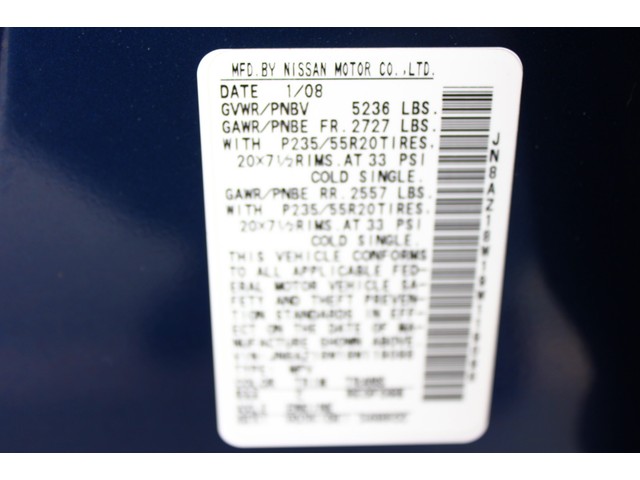 MFD.BY NISSAN MOTOR CO.,LTD.
DATE 1/08
GVWR/PNBV 5236 LBS.
GAWR/PNBE FR. 2727 LBS.
WITH P235/55R20TIRES.
20×7½RIMS.AT 33 PSI
COLD SINGLE.
GAWR/PNBE RR. 2557 LBS.
WITH P235/55R20TIRES.
20×7½RIMS.AT 33 PSI
COLD SINGLE.
THIS VEHICLE CONFORMS
TO ALL APPLICABLE FED-
ERAL MOTOR VEHICLE SA-
FETY AND THEFT PREVEN-
TION STANDARDS IN EFF-
ECT ON THE DATE OF MA-
NUFACTURE SHOWN ABOVE
TYPE: MPV
COLOR TRIM TRANS